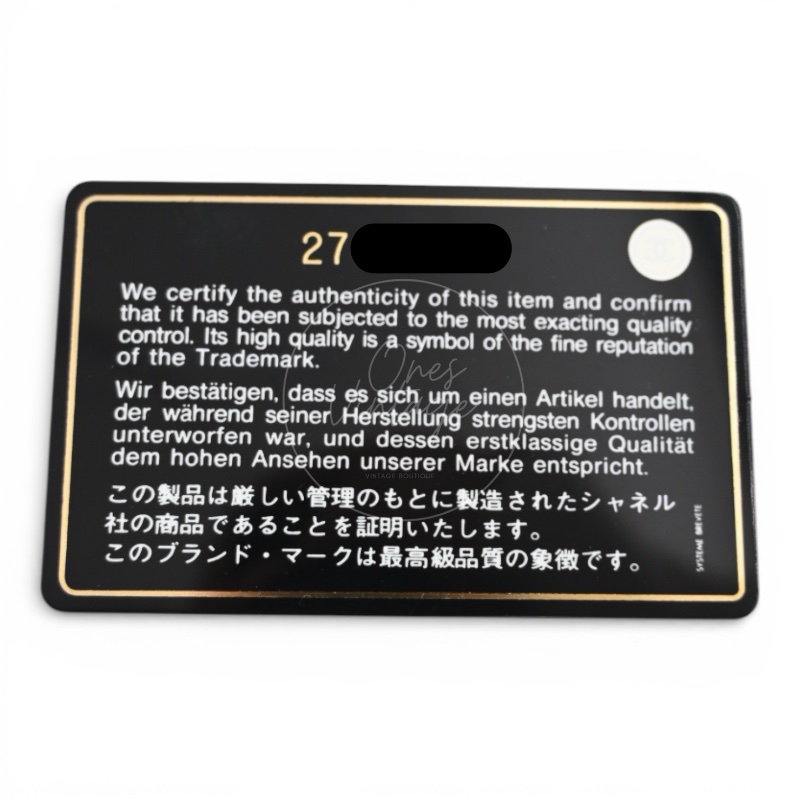 27
We certify the authenticity of this item and confirm
that it has been subjected to the most exacting quality
control. Its high quality is a symbol of the fine reputation
of the Trademark.
Wir bestätigen, dass es sich um einen Artikel handelt,
der während seiner Herstellung strengsten Kontrollen
unterworfen war, und dessen erstklassige Qualität
dem hohen Ansehen unserer Marke entspricht.
この製品は厳しい管理のもとに製造されたシャネル
社の商品であることを証明いたします。
このブランド・マークは最高級品質の象徴です。
SYSTEME BREVETE
Ones
Vintage
VINTAGE BOUTIQUE